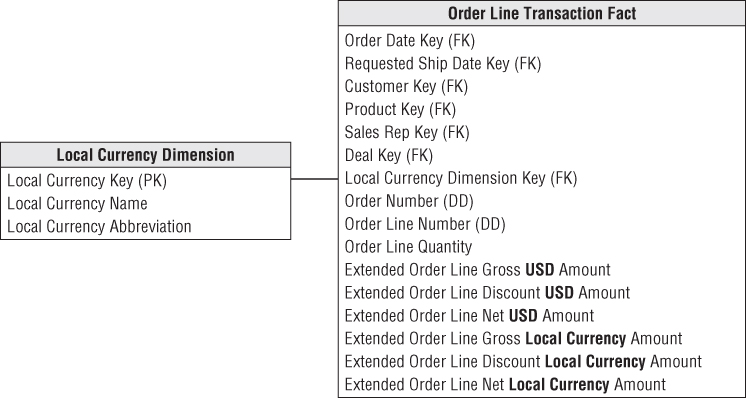 Local Currency Dimension
Local Currency Key (PK)
Local Currency Name
Local Currency Abbreviation
Order Line Transaction Fact
Order Date Key (FK)
Requested Ship Date Key (FK)
Customer Key (FK)
Product Key (FK)
Sales Rep Key (FK)
Deal Key (FK)
Local Currency Dimension Key (FK)
Order Number (DD)
Order Line Number (DD)
Order Line Quantity
Extended Order Line Gross USD Amount
Extended Order Line Discount USD Amount
Extended Order Line Net USD Amount
Extended Order Line Gross Local Currency Amount
Extended Order Line Discount Local Currency Amount
Extended Order Line Net Local Currency Amount